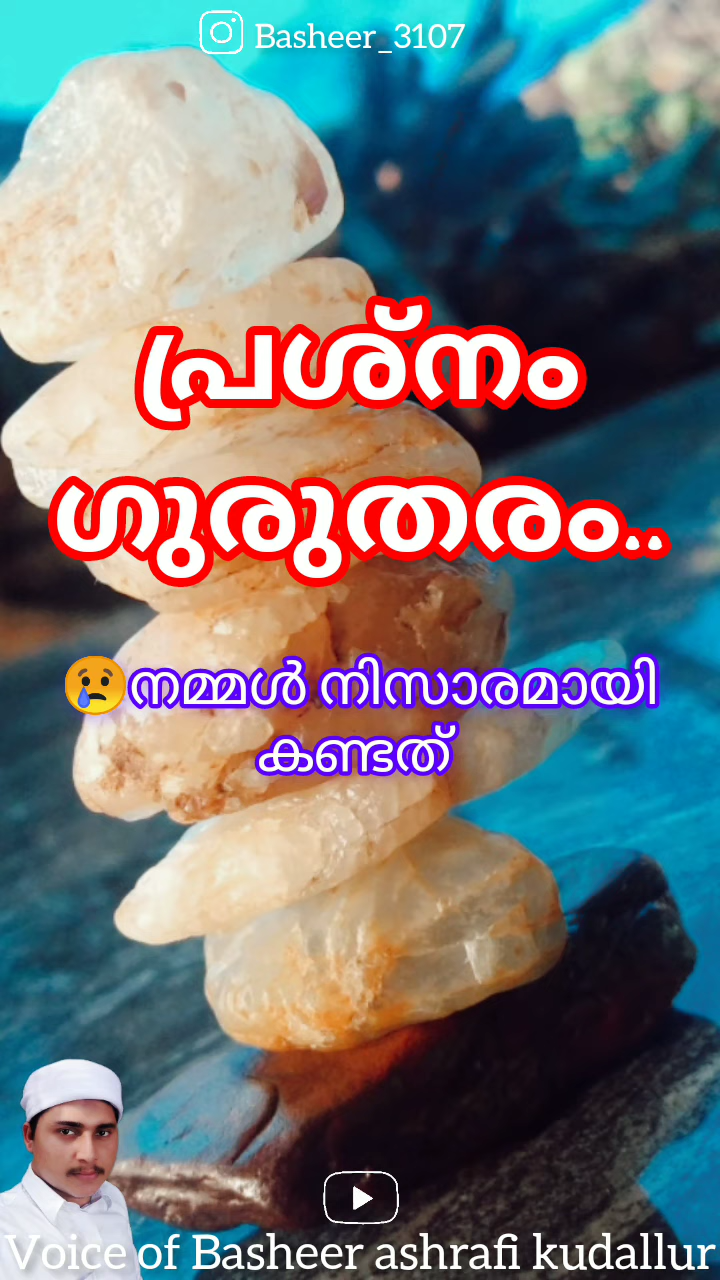 Basheer_3107
പ്രശ്നം
ഗുരുതരം..
😢നമ്മൾ നിസാരമായി
കണ്ടത്
Voice of Basheer ashrafi kudallur